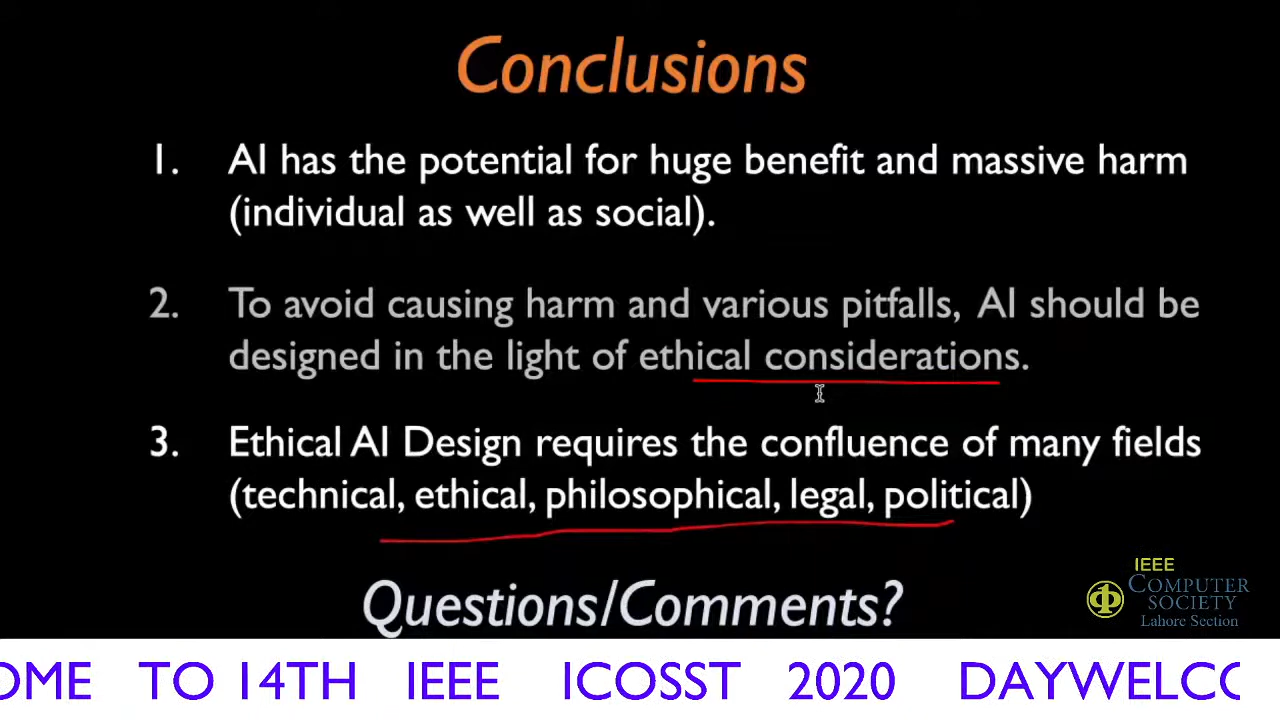 Conclusions
1. AI has the potential for huge benefit and massive harm
(individual as well as social).
2. To avoid causing harm and various pitfalls, AI should be
designed in the light of ethical considerations.
3. Ethical AI Design requires the confluence of many fields
(technical, ethical, philosophical, legal, political)
Questions/Comments?
IEEE
COMPUTER
SOCIETY
Lahore Section
OME TO 14TH IEEE ICOSST 2020 DAYWELCO